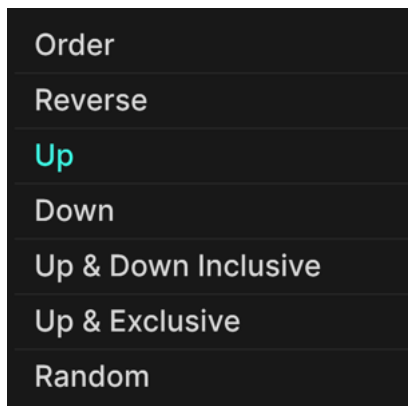 Order
Reverse
Up
Down
Up & Down Inclusive
Up & Exclusive
Random